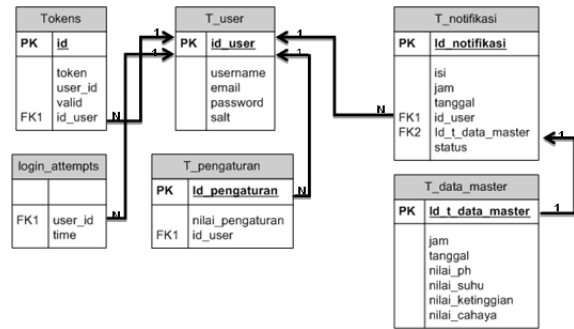 Tokens
PK id
token
user_id
valid
FK1 id_user
T_user
PK id_user
username
email
password
salt
T_notifikasi
PK Id_notifikasi
isi
jam
tanggal
FK1 id_user
FK2 Id_t_data_master
status
login_attempts
FK1 user_id
time
T_pengaturan
PK Id_pengaturan
nilai_pengaturan
FK1 id_user
T_data_master
PK Id_t_data_master
jam
tanggal
nilai_ph
nilai_suhu
nilai_ketinggian
nilai_cahaya
1
1
1
1
N
N
N
N
1
1